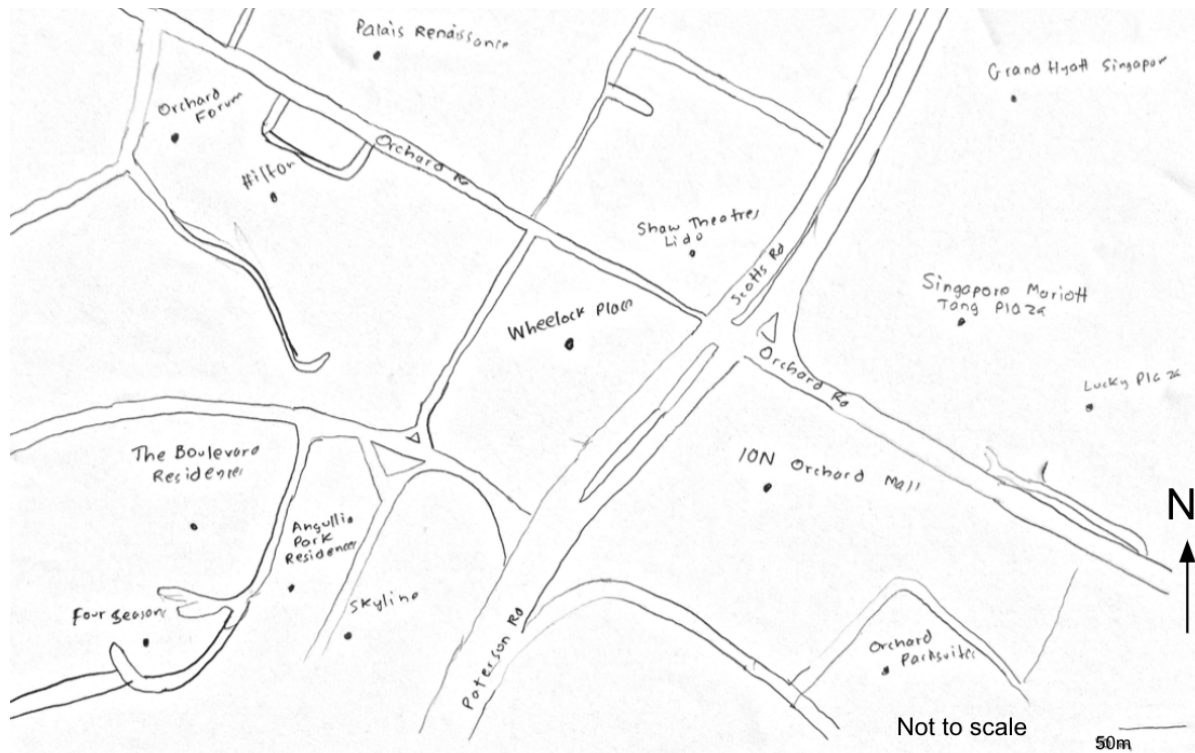 Palais Renaissance
Grand Hyatt Singapor
Orchard
Forum
Orchard Rd
Hilton
Shaw Theatres
Lido
Scotts Rd
Singapore Mariott
Tang Plaza
Wheelock Place
Orchard Rd
Lucky Plaza
The Boulevard
Residences
ION Orchard Mall
N
Angullia
Park
Residences
Skyline
Four Seasons
Paterson Rd
Orchard
Parksuites
Not to scale
50m